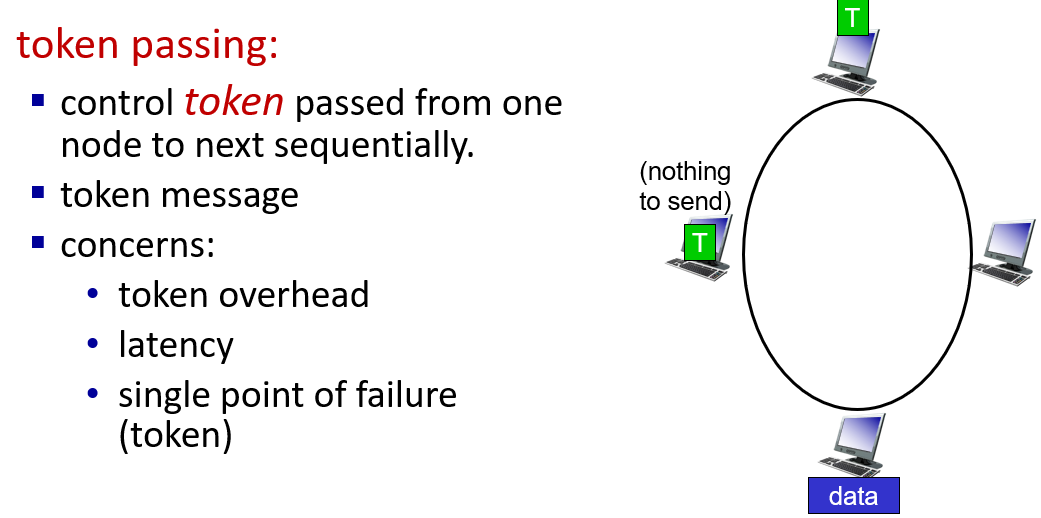 token passing:
▪ control token passed from one
node to next sequentially.
▪ token message
▪ concerns:
• token overhead
• latency
• single point of failure
(token)
T
(nothing
to send)
T
data